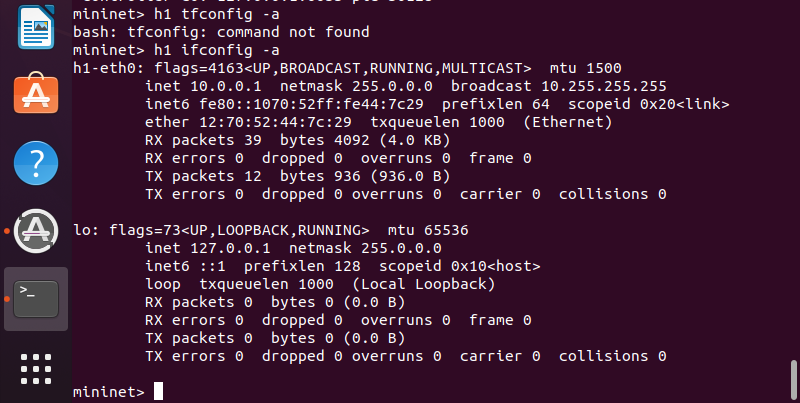 mininet> h1 tfconfig -a
bash: tfconfig: command not found
mininet> h1 ifconfig -a
h1-eth0: flags=4163<UP,BROADCAST,RUNNING,MULTICAST>  mtu 1500
        inet 10.0.0.1  netmask 255.0.0.0  broadcast 10.255.255.255
        inet6 fe80::1070:52ff:fe44:7c29  prefixlen 64  scopeid 0x20<link>
        ether 12:70:52:44:7c:29  txqueuelen 1000  (Ethernet)
        RX packets 39  bytes 4092 (4.0 KB)
        RX errors 0  dropped 0  overruns 0  frame 0
        TX packets 12  bytes 936 (936.0 B)
        TX errors 0  dropped 0 overruns 0  carrier 0  collisions 0

lo: flags=73<UP,LOOPBACK,RUNNING>  mtu 65536
        inet 127.0.0.1  netmask 255.0.0.0
        inet6 ::1  prefixlen 128  scopeid 0x10<host>
        loop  txqueuelen 1000  (Local Loopback)
        RX packets 0  bytes 0 (0.0 B)
        RX errors 0  dropped 0  overruns 0  frame 0
        TX packets 0  bytes 0 (0.0 B)
        TX errors 0  dropped 0 overruns 0  carrier 0  collisions 0

mininet>